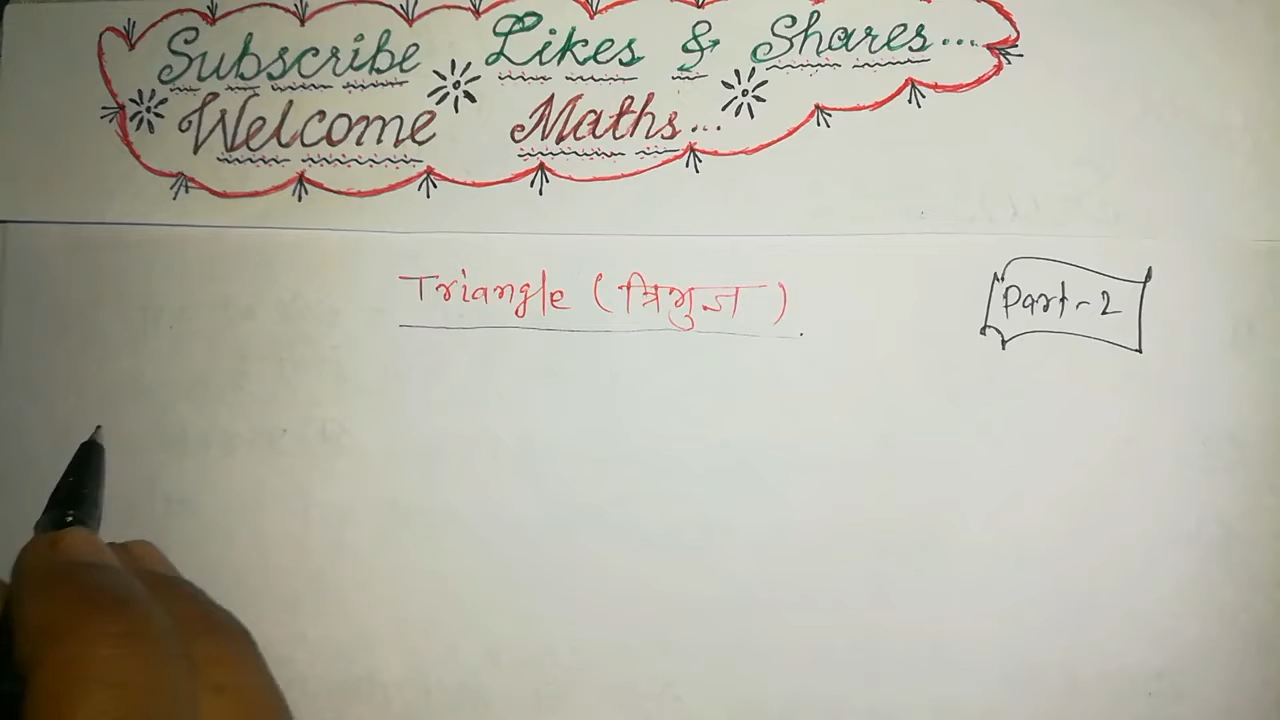 Subscribe Likes & Shares...
Welcome Maths...
Triangle (त्रिभुज)
Part-2